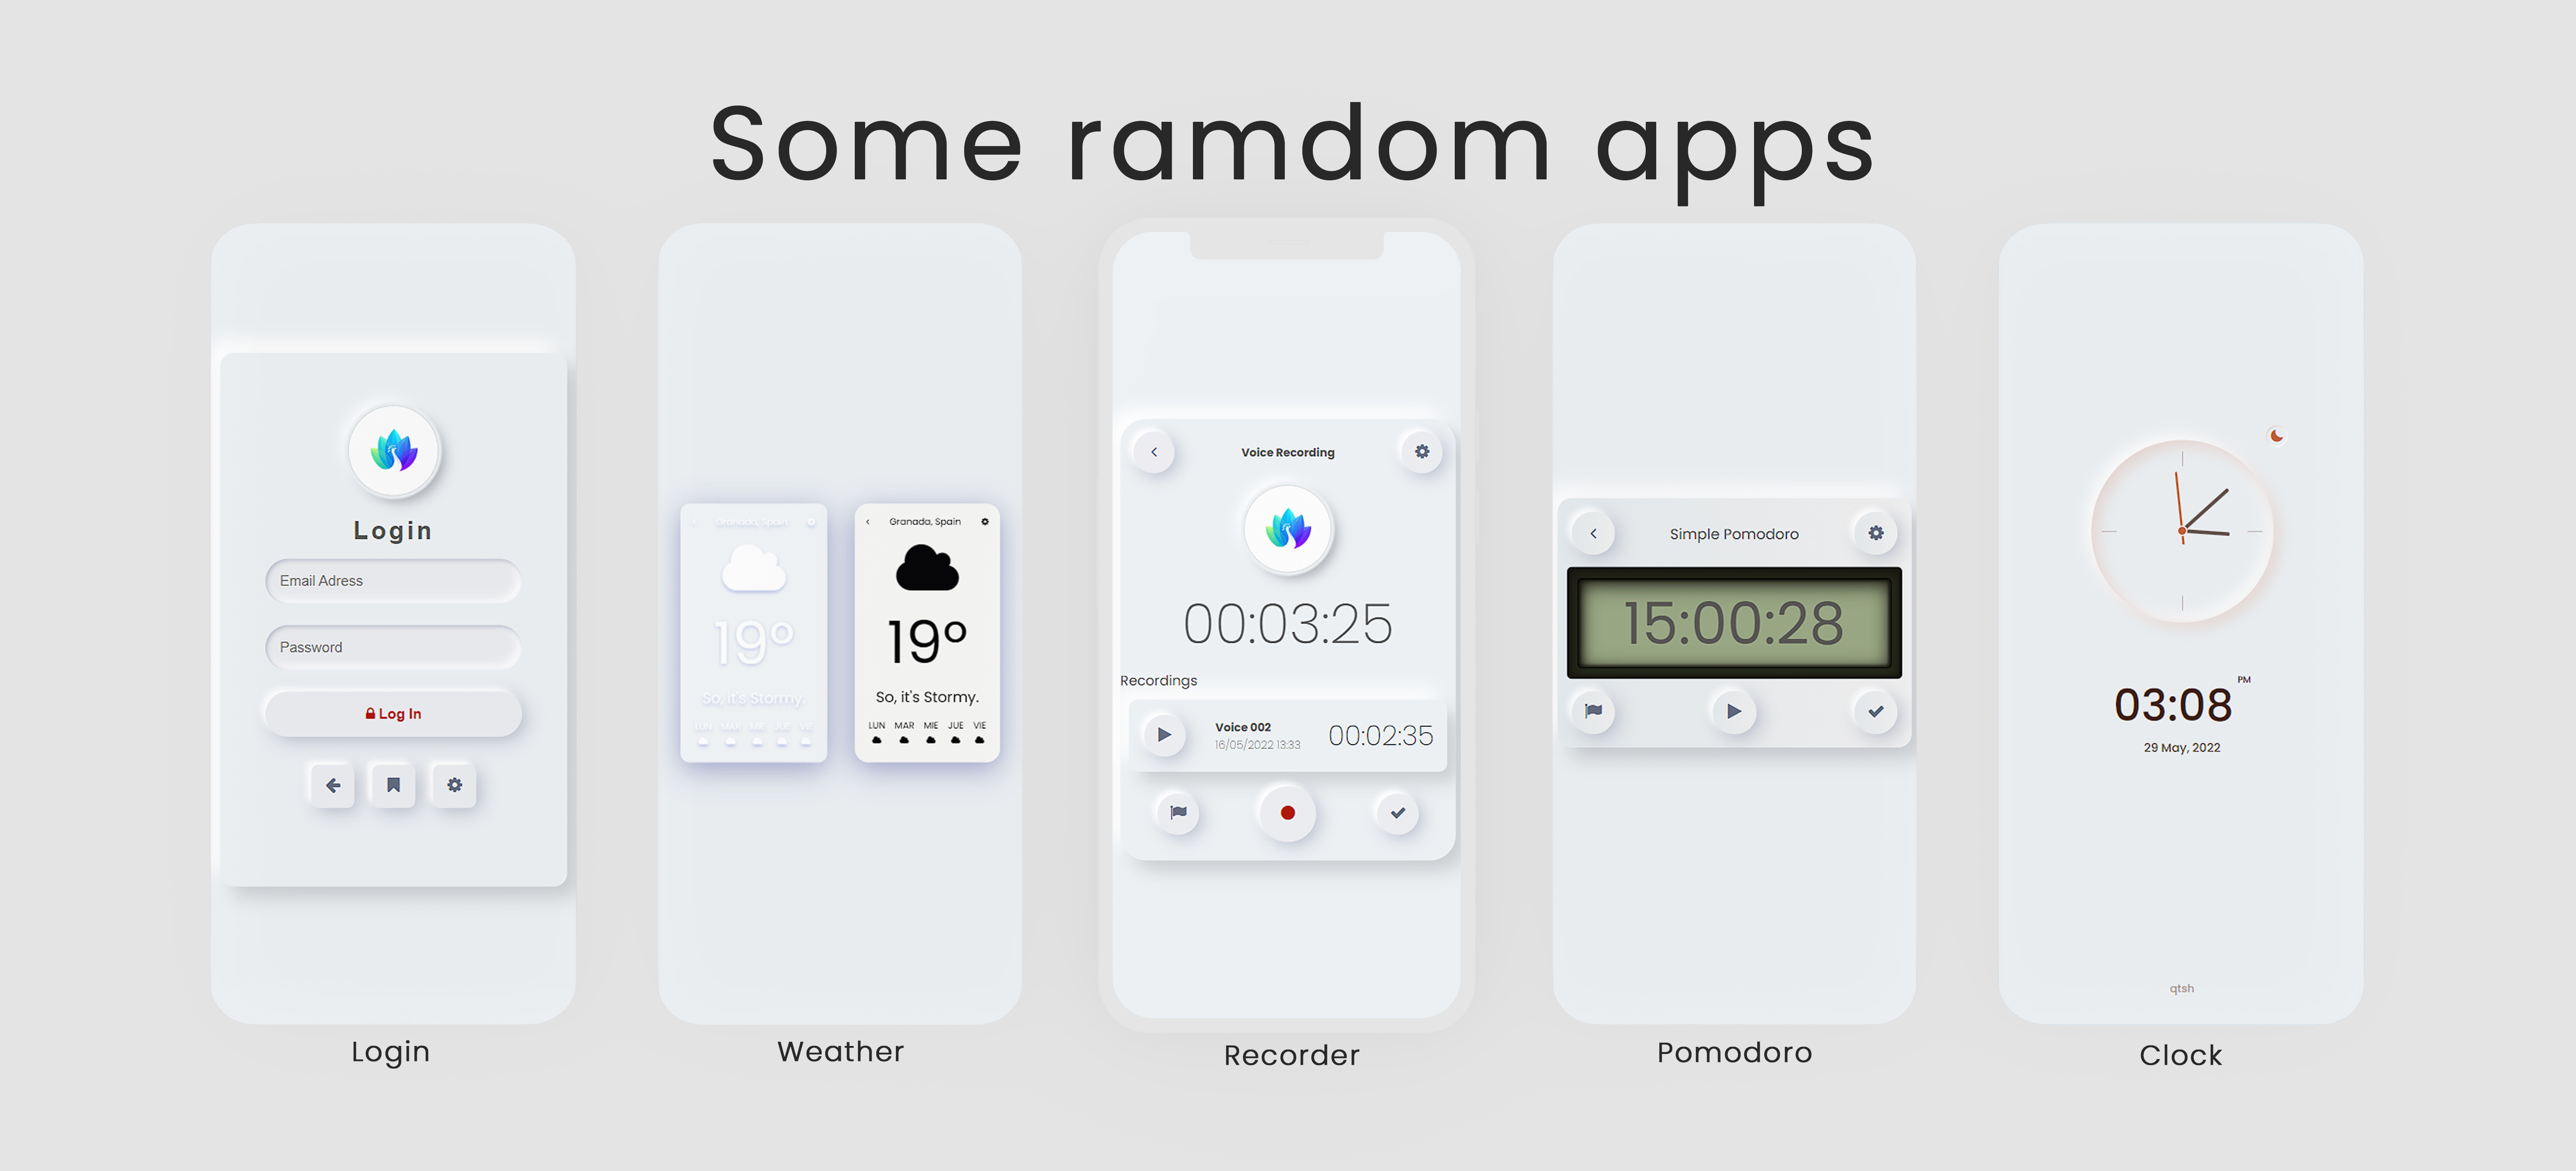 Some ramdom apps
Login
Email Adress
Password
Log In
Login
Granada, Spain
19º
So, it's Stormy.
LUN MAR MIE JUE VIE
Granada, Spain
19º
So, it's Stormy.
LUN MAR MIE JUE VIE
Weather
Voice Recording
00:03:25
Recordings
Voice 002
16/05/2022 13:33
00:02:35
Recorder
Simple Pomodoro
15:00:28
Pomodoro
PM
03:08
29 May, 2022
qtsh
Clock